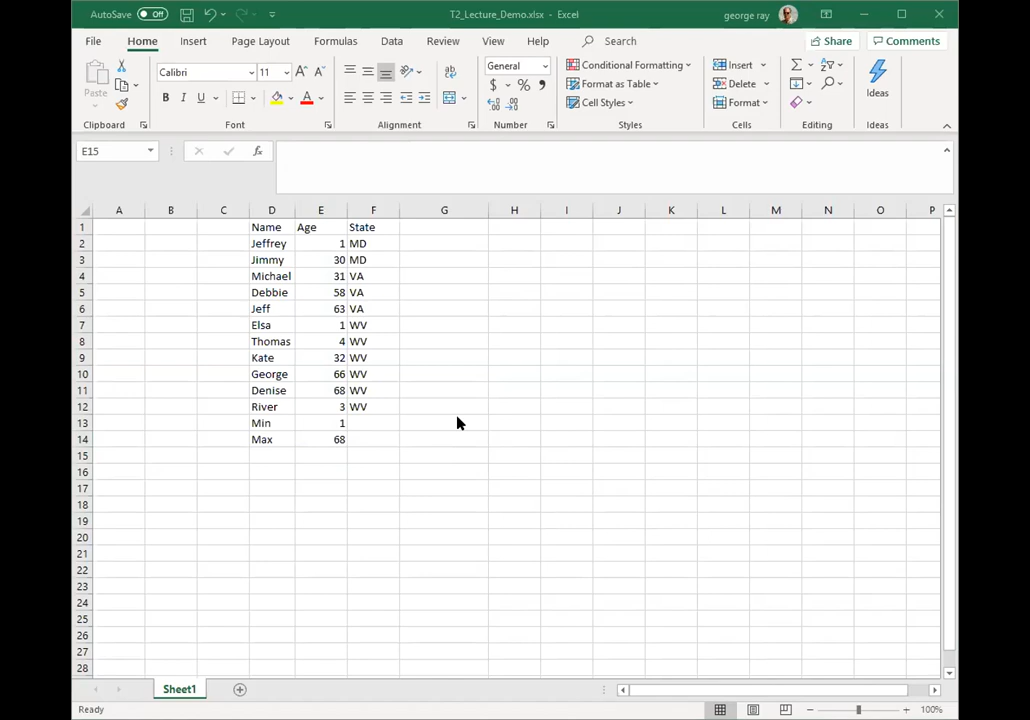 AutoSave Off T2_Lecture_Demo.xlsx - Excel george ray
File Home Insert Page Layout Formulas Data Review View Help Search Share Comments
Paste Calibri 11 General Conditional Formatting Insert Ideas
Format as Table Delete
Cell Styles Format
Clipboard Font Alignment Number Styles Cells Editing Ideas
E15 fx
A B C D E F G H I J K L M N O P
1 Name Age State
2 Jeffrey 1 MD
3 Jimmy 30 MD
4 Michael 31 VA
5 Debbie 58 VA
6 Jeff 63 VA
7 Elsa 1 WV
8 Thomas 4 WV
9 Kate 32 WV
10 George 66 WV
11 Denise 68 WV
12 River 3 WV
13 Min 1
14 Max 68
15
16
17
18
19
20
21
22
23
24
25
26
27
28
Sheet1
Ready 100%